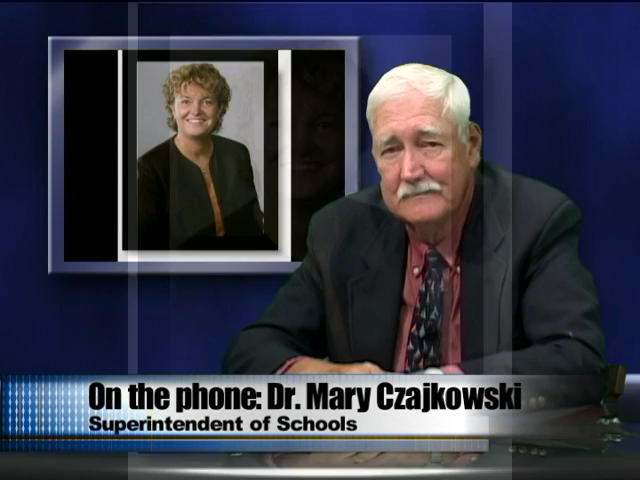 On the phone: Dr. Mary Czajkowski
Superintendent of Schools